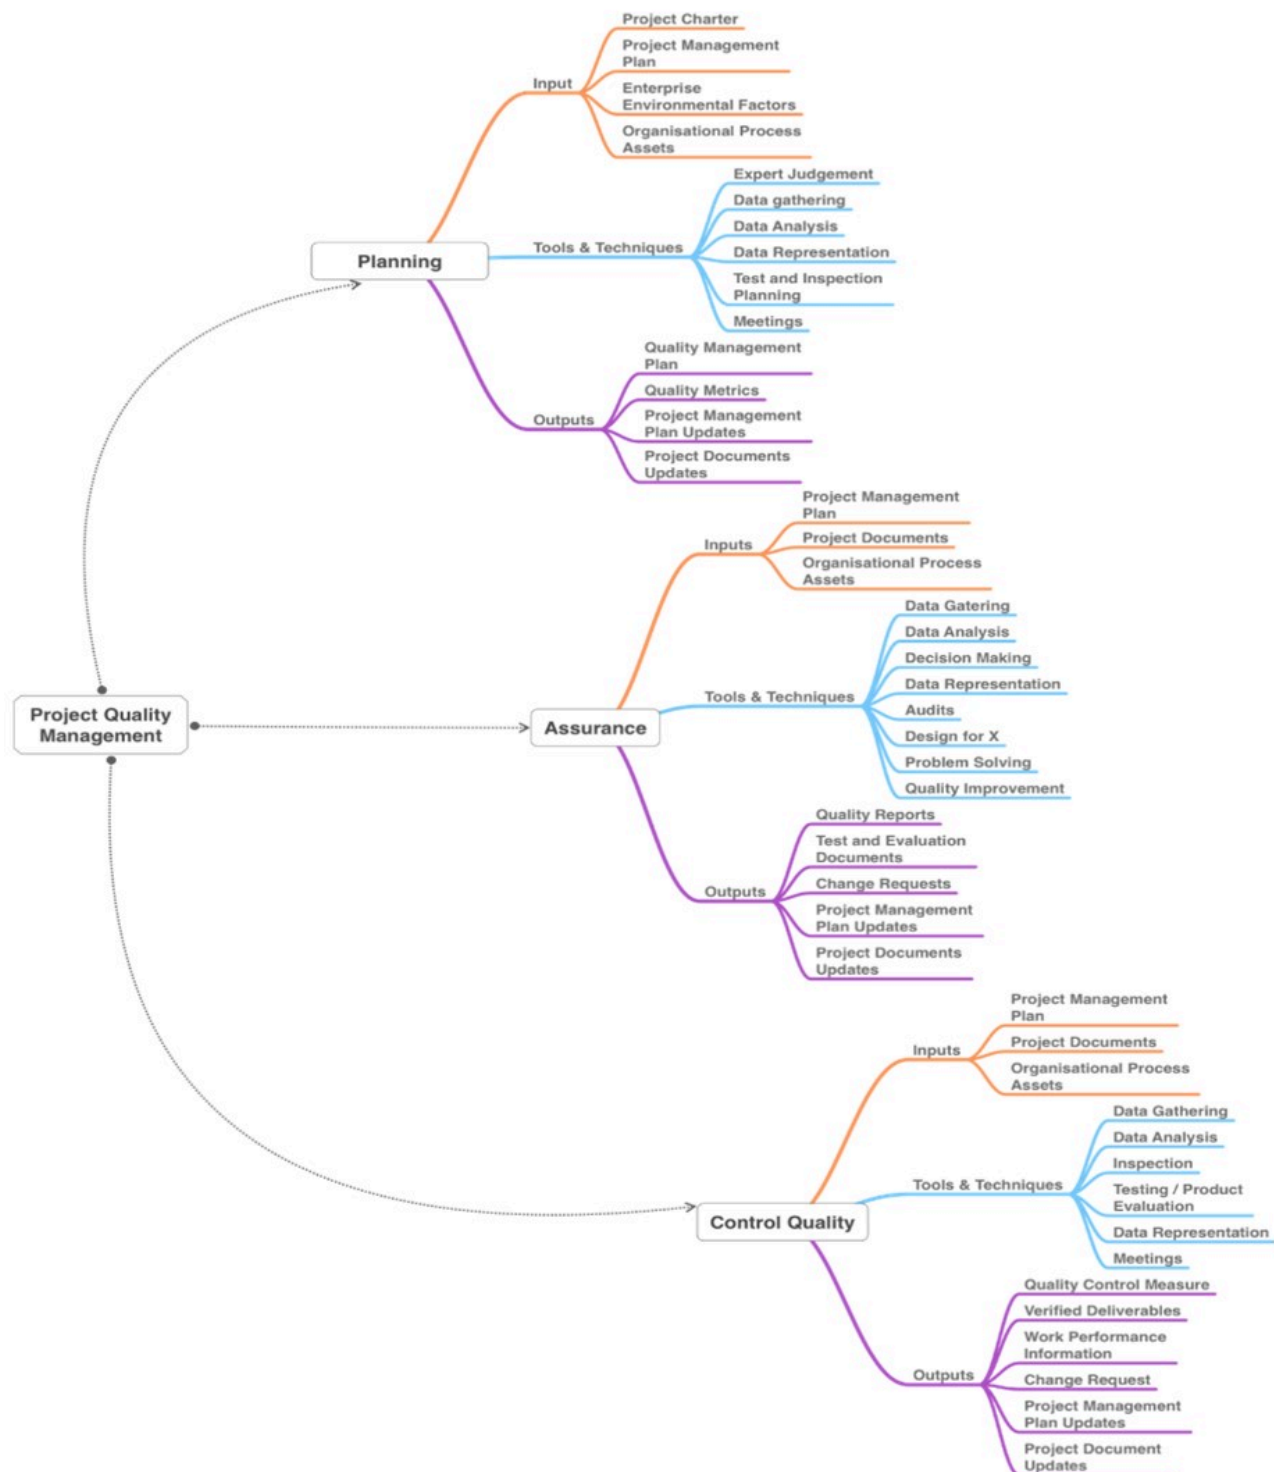 Project Charter
Project Management
Plan
Input
Enterprise
Environmental Factors
Organisational Process
Assets
Expert Judgement
Data gathering
Data Analysis
Tools & Techniques
Data Representation
Planning
Test and Inspection
Planning
Meetings
Quality Management
Plan
Quality Metrics
Outputs
Project Management
Plan Updates
Project Documents
Updates
Project Management
Plan
Inputs
Project Documents
Organisational Process
Assets
Data Gatering
Data Analysis
Decision Making
Data Representation
Tools & Techniques
Audits
Project Quality
Management
Assurance
Design for X
Problem Solving
Quality Improvement
Quality Reports
Test and Evaluation
Documents
Outputs
Change Requests
Project Management
Plan Updates
Project Documents
Updates
Project Management
Plan
Inputs
Project Documents
Organisational Process
Assets
Data Gathering
Data Analysis
Inspection
Tools & Techniques
Testing / Product
Evaluation
Control Quality
Data Representation
Meetings
Quality Control Measure
Verified Deliverables
Work Performance
Information
Outputs
Change Request
Project Management
Plan Updates
Project Document
Updates